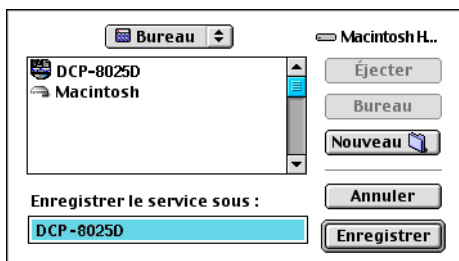 Bureau
Macintosh H...
DCP-8025D
Macintosh
Éjecter
Bureau
Nouveau
Enregistrer le service sous :
Annuler
DCP-8025D
Enregistrer